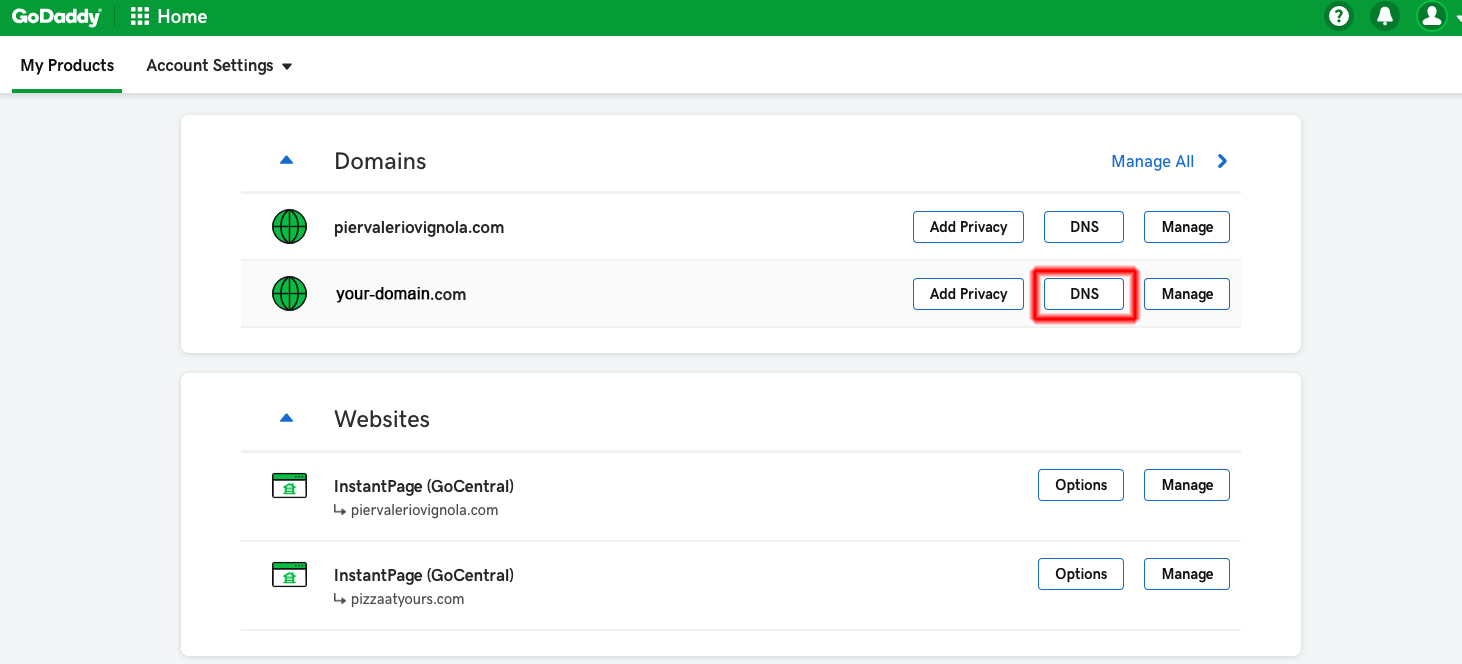 GoDaddy Home
My Products Account Settings
Domains Manage All
piervaleriovignola.com Add Privacy DNS Manage
your-domain.com Add Privacy DNS Manage
Websites
InstantPage (GoCentral) Options Manage
piervaleriovignola.com
InstantPage (GoCentral) Options Manage
pizzaatyours.com